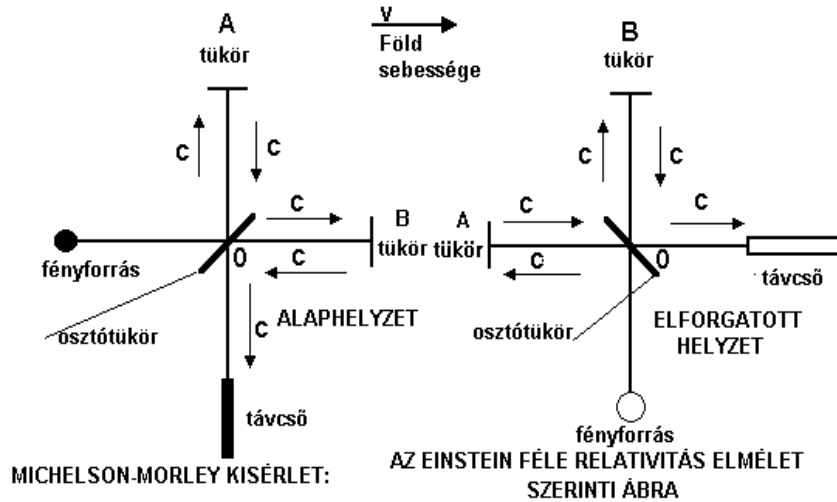 A
tükör
V
Föld
sebessége
B
tükör
C
C
C
C
C
B
tükör
A
tükör
C
C
C
0
C
0
fényforrás
távcső
C
ALAPHELYZET
ELFORGATOTT
HELYZET
osztótükör
osztótükör
távcső
fényforrás
MICHELSON-MORLEY KISÉRLET:
AZ EINSTEIN FÉLE RELATIVITÁS ELMÉLET
SZERINTI ÁBRA